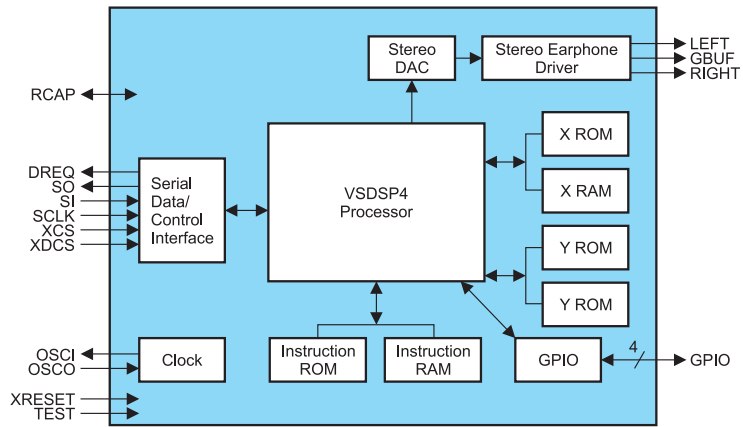 Stereo
DAC
Stereo Earphone
Driver
LEFT
GBUF
RIGHT
RCAP
X ROM
VSDSP4
Processor
DREQ
SO
SI
SCLK
XCS
XDCS
Serial
Data/
Control
Interface
X RAM
Y ROM
Y ROM
OSCI
OSCO
Clock
Instruction
ROM
Instruction
RAM
GPIO
4
GPIO
XRESET
TEST